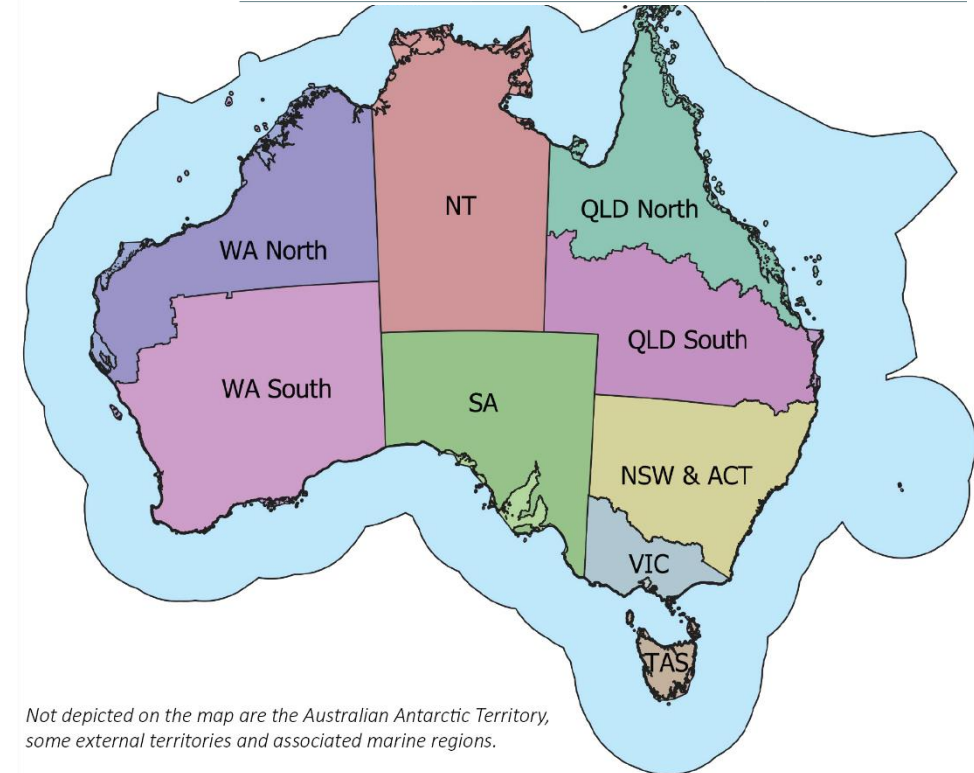 NT
QLD North
WA North
QLD South
WA South
SA
NSW & ACT
VIC
TAS
Not depicted on the map are the Australian Antarctic Territory,
some external territories and associated marine regions.